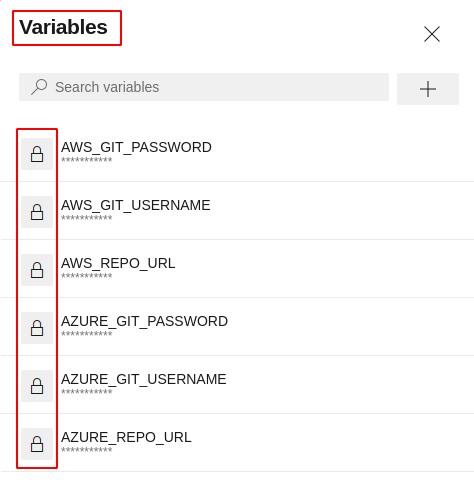 Variables
Search variables
AWS_GIT_PASSWORD
***********
AWS_GIT_USERNAME
***********
AWS_REPO_URL
***********
AZURE_GIT_PASSWORD
***********
AZURE_GIT_USERNAME
***********
AZURE_REPO_URL
***********